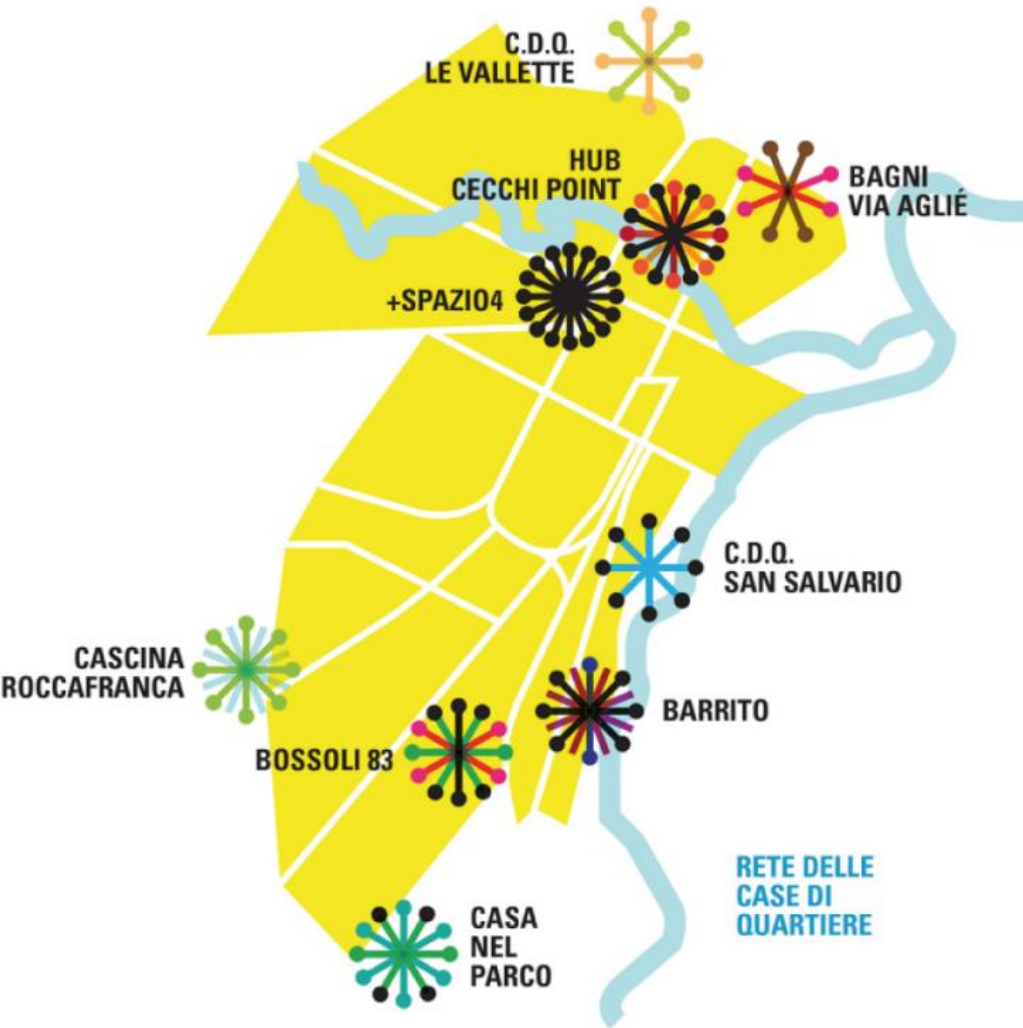 C.D.Q.
LE VALLETTE
HUB
CECCHI POINT
BAGNI
VIA AGLIÉ
+SPAZIO4
C.D.Q.
SAN SALVARIO
CASCINA
ROCCAFRANCA
BARRITO
BOSSOLI 83
RETE DELLE
CASE DI
QUARTIERE
CASA
NEL
PARCO